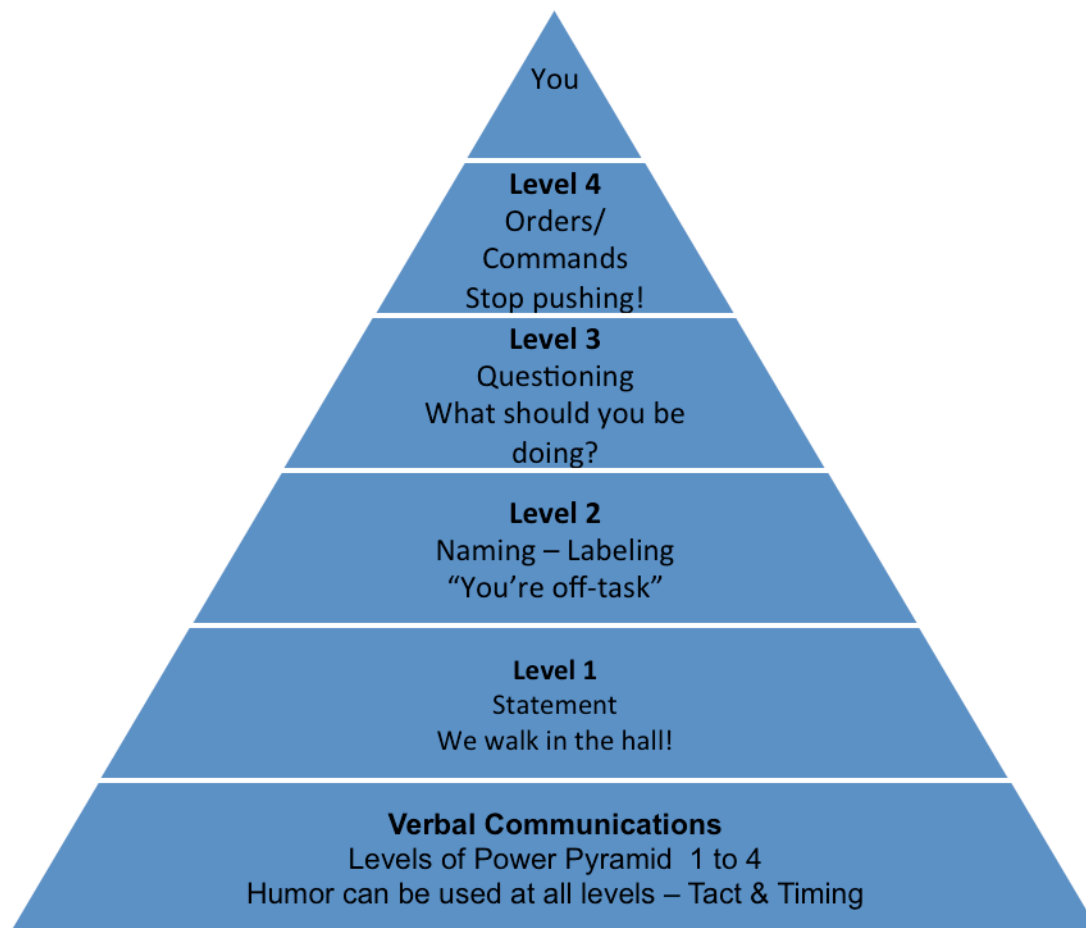 You
Level 4
Orders/
Commands
Stop pushing!
Level 3
Questioning
What should you be
doing?
Level 2
Naming – Labeling
“You’re off-task”
Level 1
Statement
We walk in the hall!
Verbal Communications
Levels of Power Pyramid  1 to 4
Humor can be used at all levels – Tact & Timing